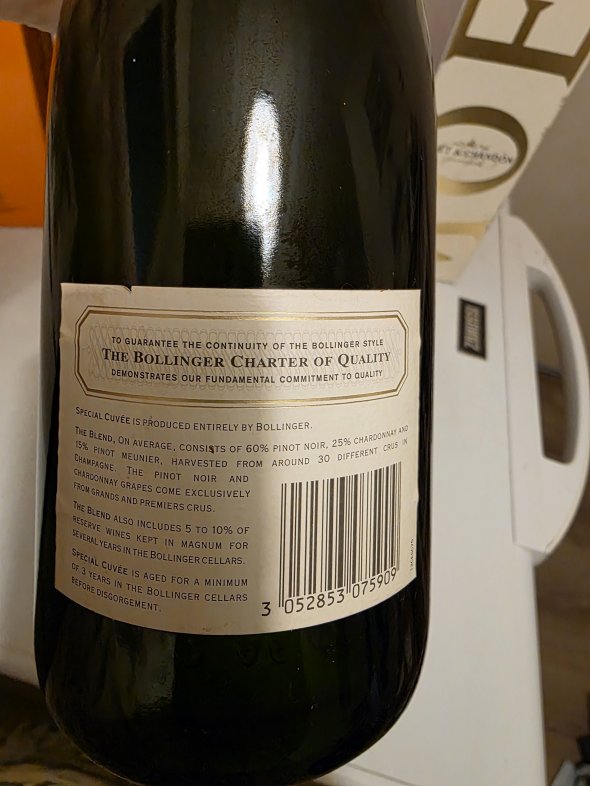 TO GUARANTEE THE CONTINUITY OF THE BOLLINGER STYLE
THE BOLLINGER CHARTER OF QUALITY
DEMONSTRATES OUR FUNDAMENTAL COMMITMENT TO QUALITY
SPECIAL CUVÉE IS PRODUCED ENTIRELY BY BOLLINGER.
THE BLEND, ON AVERAGE, CONSISTS OF 60% PINOT NOIR, 25% CHARDONNAY AND
15% PINOT MEUNIER, HARVESTED FROM AROUND 30 DIFFERENT CRUS IN
CHAMPAGNE. THE PINOT NOIR AND
CHARDONNAY GRAPES COME EXCLUSIVELY
FROM GRANDS AND PREMIERS CRUS.
THE BLEND ALSO INCLUDES 5 TO 10% OF
RESERVE WINES KEPT IN MAGNUM FOR
SEVERAL YEARS IN THE BOLLINGER CELLARS.
SPECIAL CUVÉE IS AGED FOR A MINIMUM
OF 3 YEARS IN THE BOLLINGER CELLARS
BEFORE DISGORGEMENT.
3 052853 075909